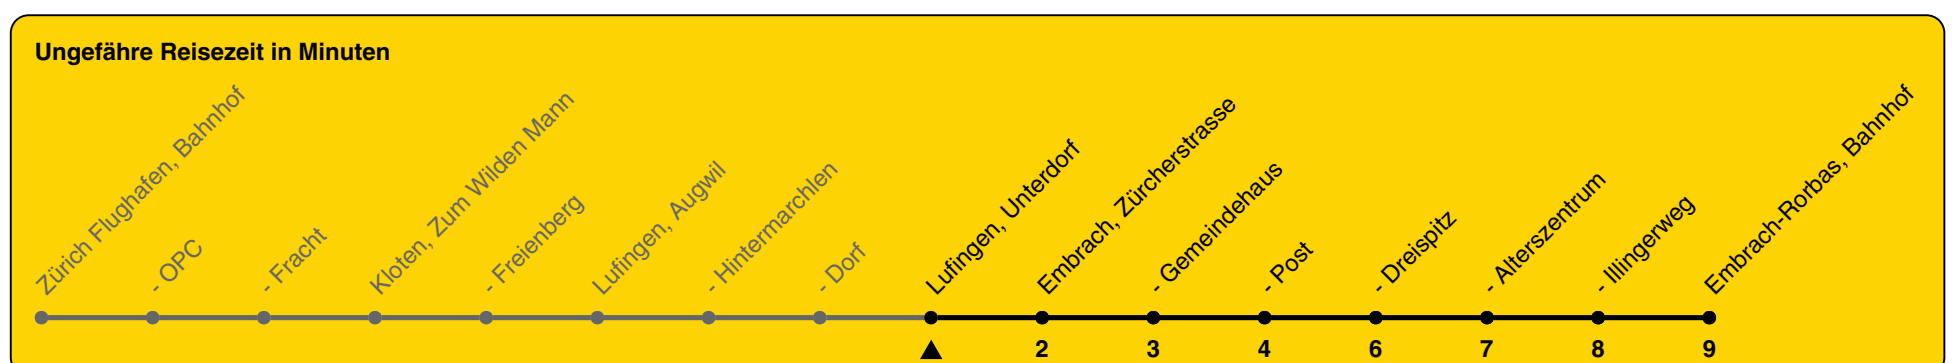 Ungefähre Reisezeit in Minuten
Zürich Flughafen, Bahnhof
- OPC
- Fracht
Kloten, Zum Wilden Mann
- Freienberg
Lufingen, Augwil
- Hintermarchlen
- Dorf
Lufingen, Unterdorf
Embrach, Zürcherstrasse
- Gemeindehaus
- Post
- Dreispitz
- Alterszentrum
- Illingerweg
Embrach-Rorbas, Bahnhof
2 3 4 6 7 8 9